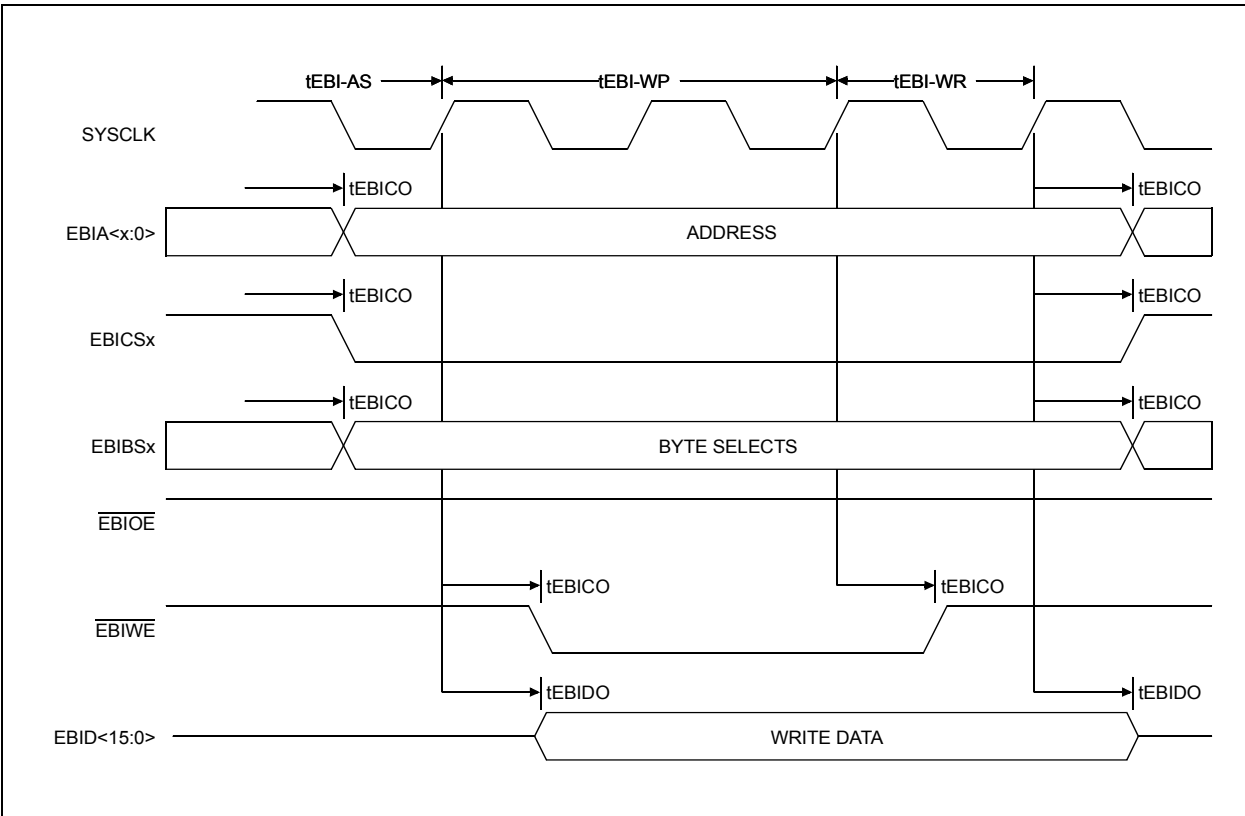 tEBI-AS tEBI-WP tEBI-WR
SYSCLK
tEBICO tEBICO
EBIA<x:0> ADDRESS
tEBICO tEBICO
EBICSx
tEBICO tEBICO
EBIBSx BYTE SELECTS
EBIOE
tEBICO tEBICO
EBIWE
tEBIDO tEBIDO
EBID<15:0> WRITE DATA